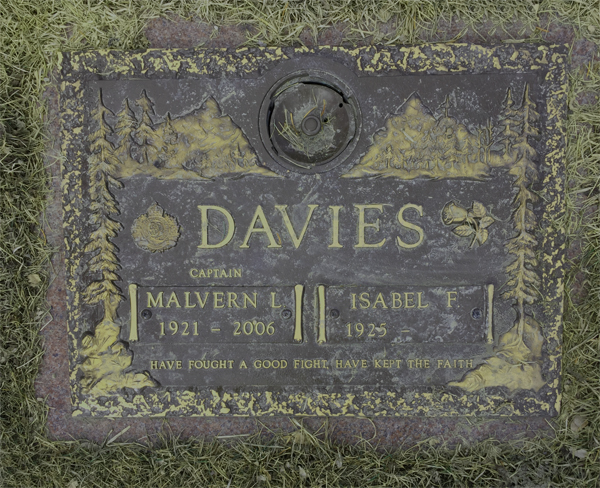 DAVIES
CAPTAIN
MALVERN L. ISABEL F.
1921 – 2006 1925 –
HAVE FOUGHT A GOOD FIGHT HAVE KEPT THE FAITH